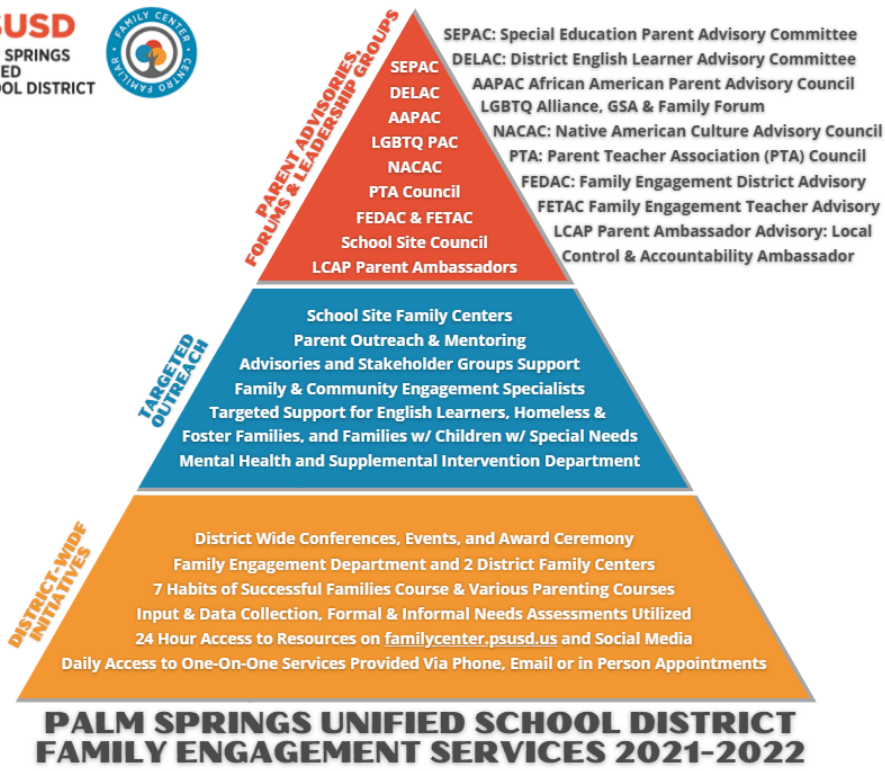 SUSD
SPRINGS
ED
OL DISTRICT
FAMILY CENTER
CENTRO FAMILIAR
PARENT ADVISORIES,
FORUMS & LEADERSHIP GROUPS
SEPAC
DELAC
AAPAC
LGBTQ PAC
NACAC
PTA Council
FEDAC & FETAC
School Site Council
LCAP Parent Ambassadors
SEPAC: Special Education Parent Advisory Committee
DELAC: District English Learner Advisory Committee
AAPAC African American Parent Advisory Council
LGBTQ Alliance, GSA & Family Forum
NACAC: Native American Culture Advisory Council
PTA: Parent Teacher Association (PTA) Council
FEDAC: Family Engagement District Advisory
FETAC Family Engagement Teacher Advisory
LCAP Parent Ambassador Advisory: Local
Control & Accountability Ambassador
TARGETED
OUTREACH
School Site Family Centers
Parent Outreach & Mentoring
Advisories and Stakeholder Groups Support
Family & Community Engagement Specialists
Targeted Support for English Learners, Homeless &
Foster Families, and Families w/ Children w/ Special Needs
Mental Health and Supplemental Intervention Department
DISTRICT-WIDE
INITIATIVES
District Wide Conferences, Events, and Award Ceremony
Family Engagement Department and 2 District Family Centers
7 Habits of Successful Families Course & Various Parenting Courses
Input & Data Collection, Formal & Informal Needs Assessments Utilized
24 Hour Access to Resources on familycenter.psusd.us and Social Media
Daily Access to One-On-One Services Provided Via Phone, Email or in Person Appointments
PALM SPRINGS UNIFIED SCHOOL DISTRICT
FAMILY ENGAGEMENT SERVICES 2021-2022